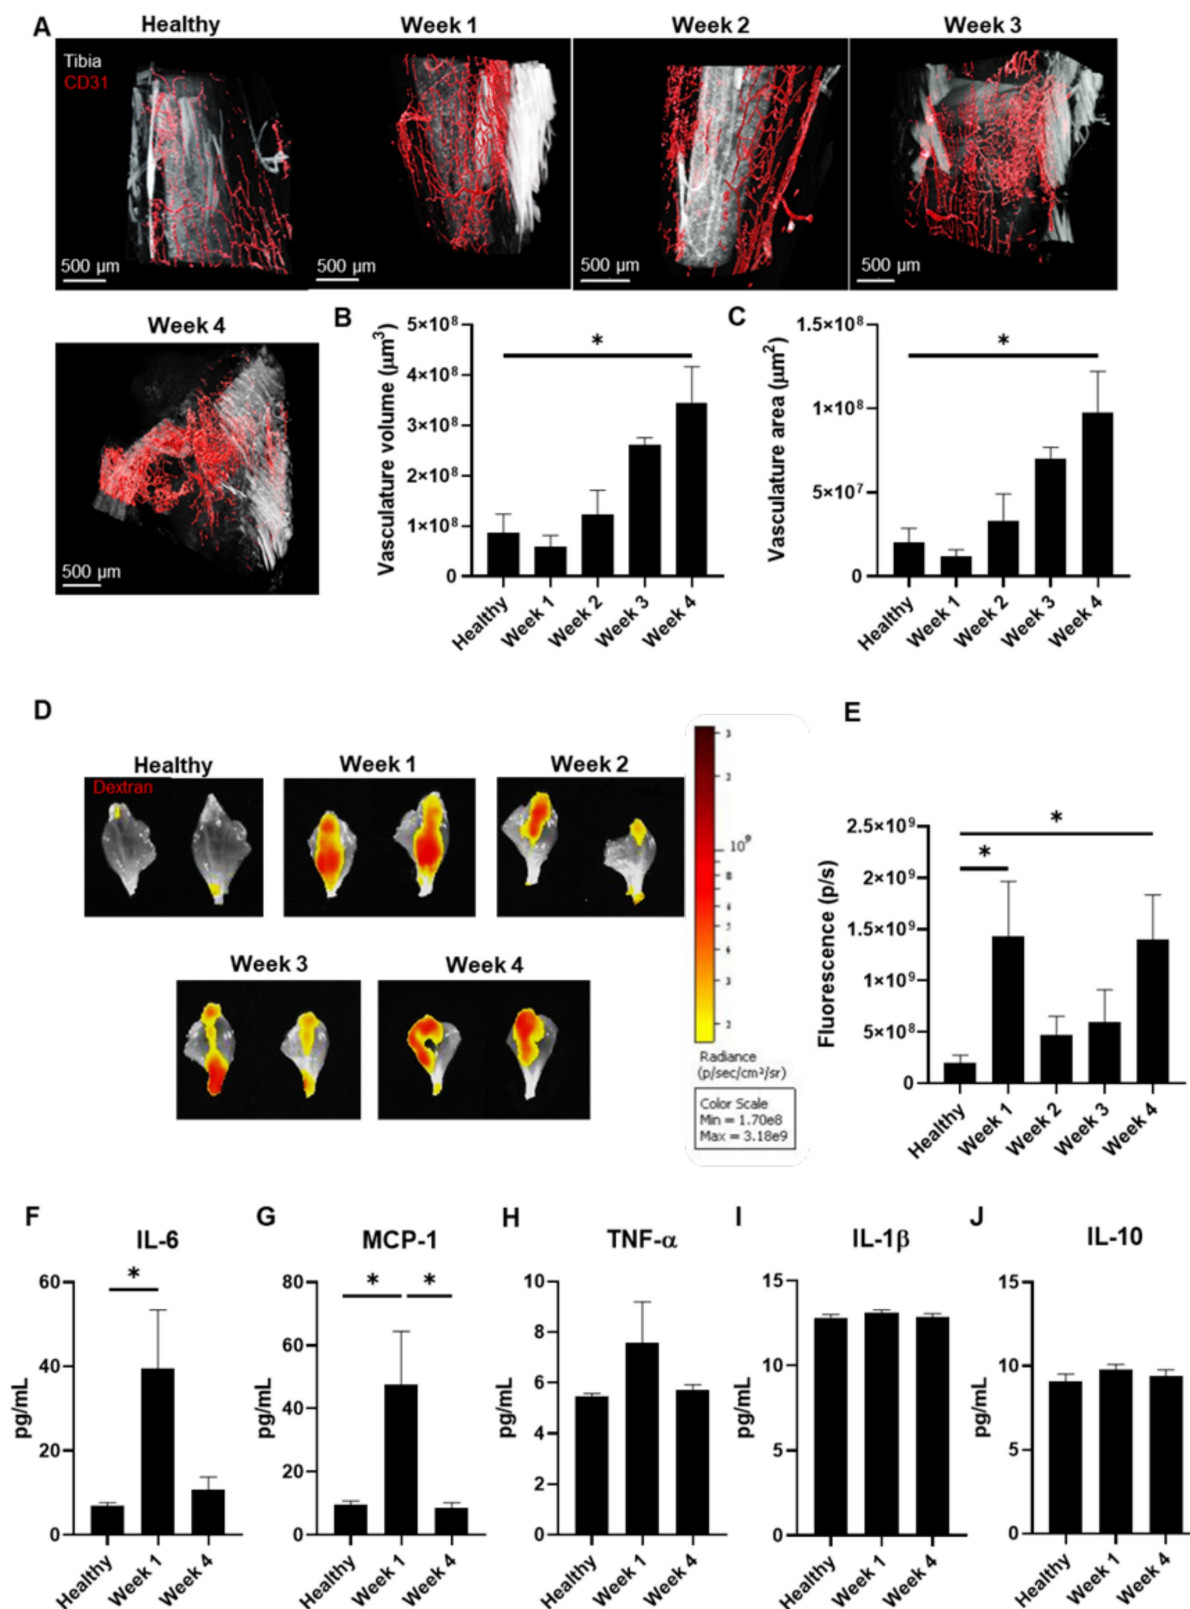 A
Healthy
Week 1
Week 2
Week 3
Tibia
CD31
500 µm
500 µm
500 µm
500 µm
Week 4
500 µm
B
Vasculature volume (µm³)
5×10⁸
4×10⁸
3×10⁸
2×10⁸
1×10⁸
0
*
Healthy
Week 1
Week 2
Week 3
Week 4
C
Vasculature area (µm²)
1.5×10⁸
1×10⁸
5×10⁷
0
*
Healthy
Week 1
Week 2
Week 3
Week 4
D
Healthy
Week 1
Week 2
Dextran
Week 3
Week 4
3
2
10⁹
8
6
5
4
3
2
Radiance
(p/sec/cm²/sr)
Color Scale
Min = 1.70e8
Max = 3.18e9
E
Fluorescence (p/s)
2.5×10⁹
2×10⁹
1.5×10⁹
1×10⁹
5×10⁸
0
*
*
Healthy
Week 1
Week 2
Week 3
Week 4
F
IL-6
pg/mL
60
40
20
0
*
Healthy
Week 1
Week 4
G
MCP-1
pg/mL
80
60
40
20
0
* *
Healthy
Week 1
Week 4
H
TNF-α
pg/mL
10
8
6
4
2
0
Healthy
Week 1
Week 4
I
IL-1β
pg/mL
15
10
5
0
Healthy
Week 1
Week 4
J
IL-10
pg/mL
15
10
5
0
Healthy
Week 1
Week 4